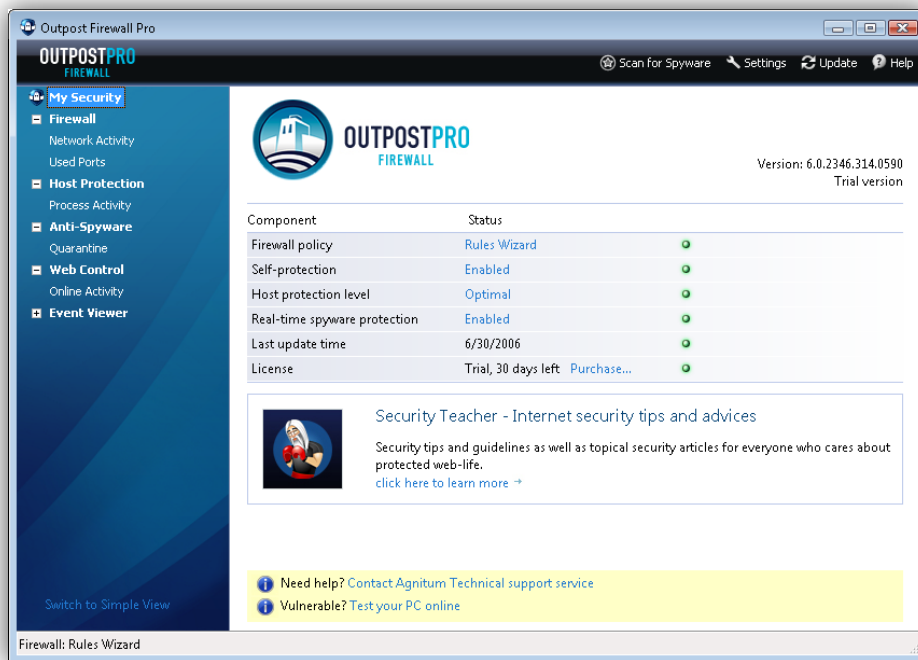 Outpost Firewall Pro
OUTPOSTPRO
FIREWALL
Scan for Spyware Settings Update Help
My Security
Firewall
Network Activity
Used Ports
Host Protection
Process Activity
Anti-Spyware
Quarantine
Web Control
Online Activity
Event Viewer
Switch to Simple View
OUTPOSTPRO
FIREWALL
Version: 6.0.2346.314.0590
Trial version
Component Status
Firewall policy Rules Wizard
Self-protection Enabled
Host protection level Optimal
Real-time spyware protection Enabled
Last update time 6/30/2006
License Trial, 30 days left Purchase...
Security Teacher - Internet security tips and advices
Security tips and guidelines as well as topical security articles for everyone who cares about
protected web-life.
click here to learn more →
Need help? Contact Agnitum Technical support service
Vulnerable? Test your PC online
Firewall: Rules Wizard